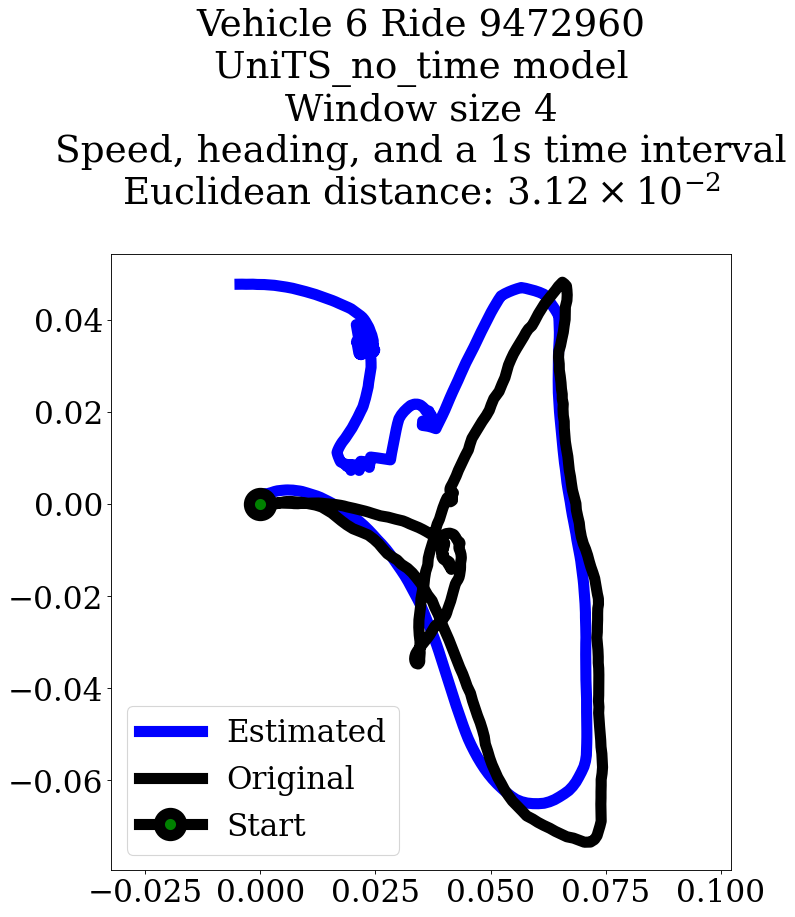 Vehicle 6 Ride 9472960
UniTS_no_time model
Window size 4
Speed, heading, and a 1s time interval
Euclidean distance: $3.12 \times 10^{-2}$
0.04
0.02
0.00
−0.02
−0.04
−0.06
Estimated
Original
Start
−0.025 0.000 0.025 0.050 0.075 0.100